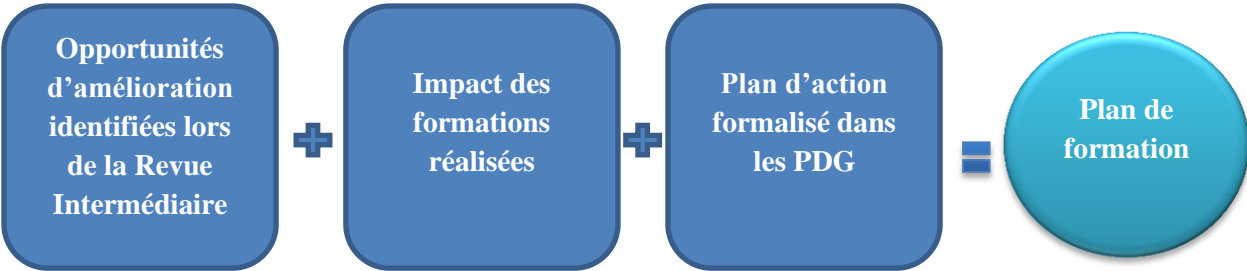 Opportunités
d'amélioration
identifiées lors
de la Revue
Intermédiaire
Impact des
formations
réalisées
Plan d'action
formalisé dans
les PDG
Plan de
formation